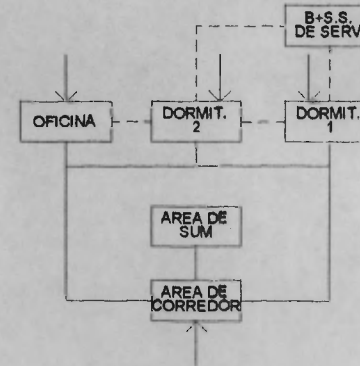 B+S.S.
DE SERV
OFICINA
DORMIT.
2
DORMIT.
1
AREA DE
SUM
AREA DE
CORREDOR